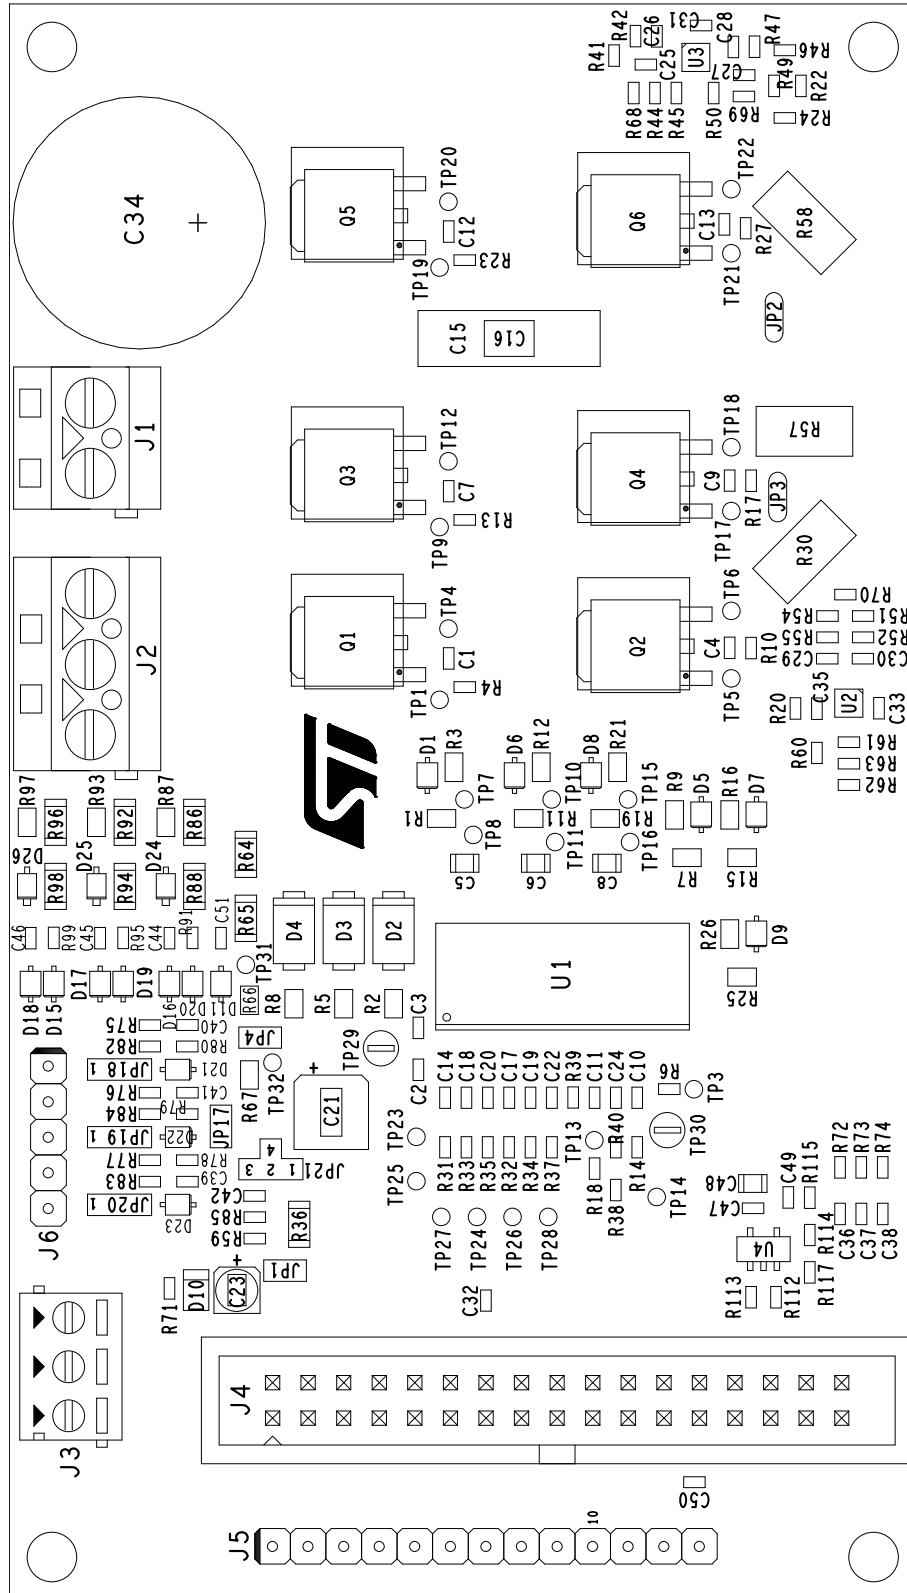 R42
C26
C31
C28
R47
R41
C25
U3
C27
R46
R49
R22
R68
R44
R45
R50
R69
R24
C34
Q5
TP20
C12
R23
TP19
Q6
TP22
C13
R27
TP21
R58
JP2
C15
C16
J1
Q3
TP12
C7
R13
TP9
Q4
TP18
C9
R17
TP17
R57
JP3
R30
J2
Q1
TP4
C1
R4
TP1
Q2
TP6
C4
R10
TP5
R70
R54
R51
R55
R52
C29
C30
R20
C35
U2
C33
R60
R61
R63
R62
ST
D1
R3
D6
R12
D8
R21
TP7
TP10
TP15
R1
R11
R19
TP8
TP11
TP16
C5
C6
C8
R9
D5
R16
D7
R7
R15
R97
R93
R87
R96
R92
R86
D26
D25
D24
R64
R98
R94
R88
R65
C46
R99
C45
R95
C44
R91
C51
TP31
D4
D3
D2
U1
R26
D9
R25
D18
D15
D17
D19
D16
D20
D11
R66
R8
R5
R2
C3
R75
C40
R82
R80
JP4
TP29
JP18 1
D21
TP32
R67
C2
C14
C18
C20
C17
C19
C22
R39
C11
C24
C10
R6
TP3
R76
C41
R84
R79
JP17
+
C21
TP23
JP19 1
D22
R77
R78
R83
C39
4
1 2 3
JP21
TP25
R31
R33
R35
R32
R34
R37
TP13
R40
R14
TP30
R18
R38
TP14
JP20 1
D23
C42
R85
R59
R36
J6
TP27
TP24
TP26
TP28
C48
C47
C49
R115
R72
R73
R74
U4
R114
C36
C37
C38
R113
R112
R117
R71
D10
+
C23
JP1
C32
J3
J4
C50
J5
10